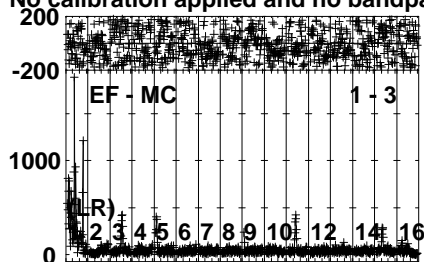 No calibration applied and no bandpa
200
-200
EF - MC 1 - 3
1000
(LR)
2 3 4 5 6 7 8 9 10 12 14 16
0